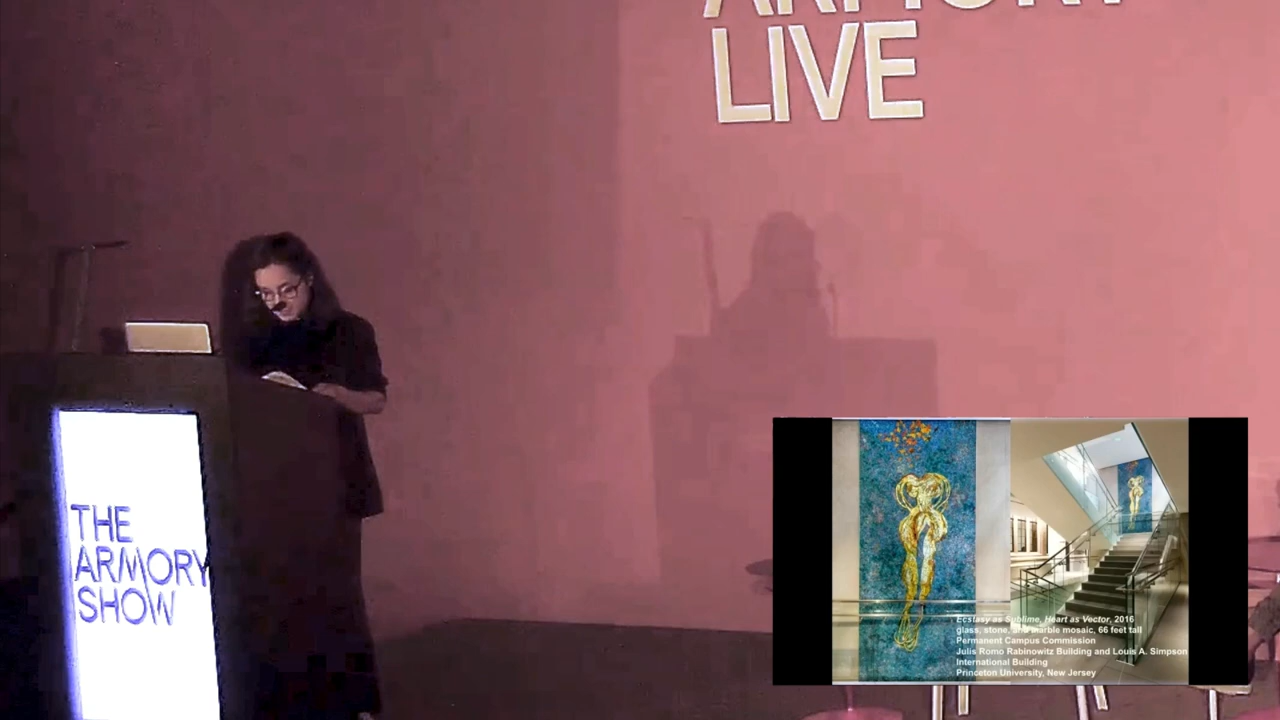 ARMORY
LIVE
THE
ARMORY
SHOW
Ecstasy as Sublime, Heart as Vector, 2016
glass, stone, and marble mosaic, 66 feet tall
Permanent Campus Commission
Julis Romo Rabinowitz Building and Louis A. Simpson
International Building
Princeton University, New Jersey